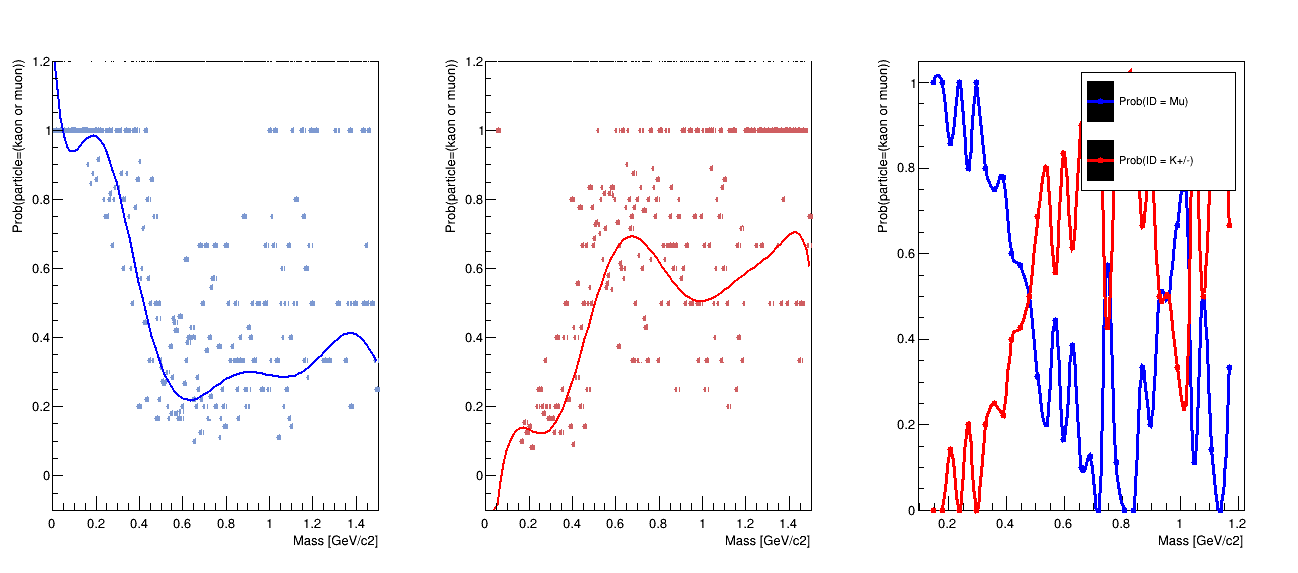 Prob(particle=(kaon or muon))
1.2
1
0.8
0.6
0.4
0.2
0
0 0.2 0.4 0.6 0.8 1 1.2 1.4
Mass [GeV/c2]
Prob(particle=(kaon or muon))
1.2
1
0.8
0.6
0.4
0.2
0
0 0.2 0.4 0.6 0.8 1 1.2 1.4
Mass [GeV/c2]
Prob(particle=(kaon or muon))
1
0.8
0.6
0.4
0.2
0
0.2 0.4 0.6 0.8 1 1.2
Mass [GeV/c2]
Prob(ID = Mu)
Prob(ID = K+/-)